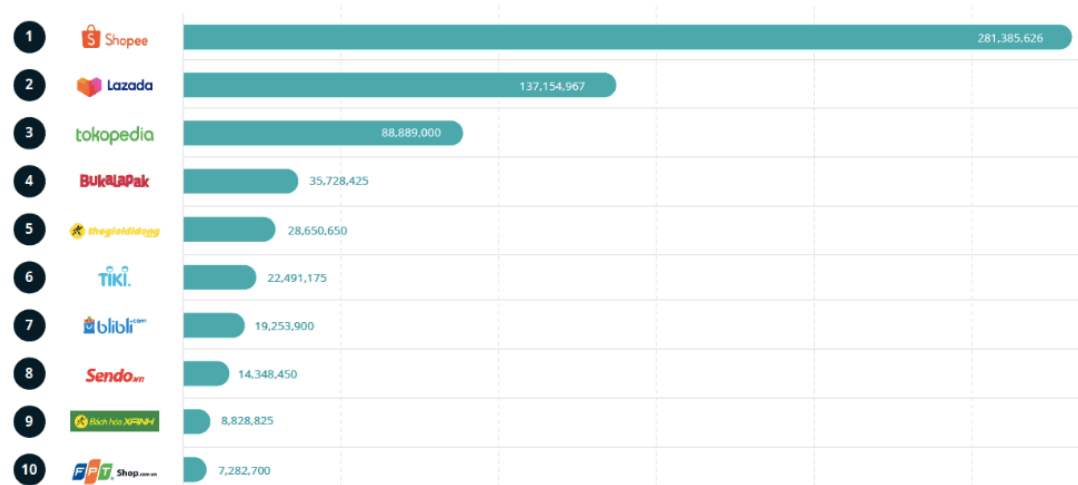 1 Shopee 281,385,626
2 Lazada 137,154,967
3 tokopedia 88,889,000
4 BukaLaPak 35,728,425
5 thegioididong 28,650,650
6 TiKi. 22,491,175
7 blibli.com 19,253,900
8 Sendo.vn 14,348,450
9 Bách hóa XANH 8,828,825
10 FPT Shop.com.vn 7,282,700